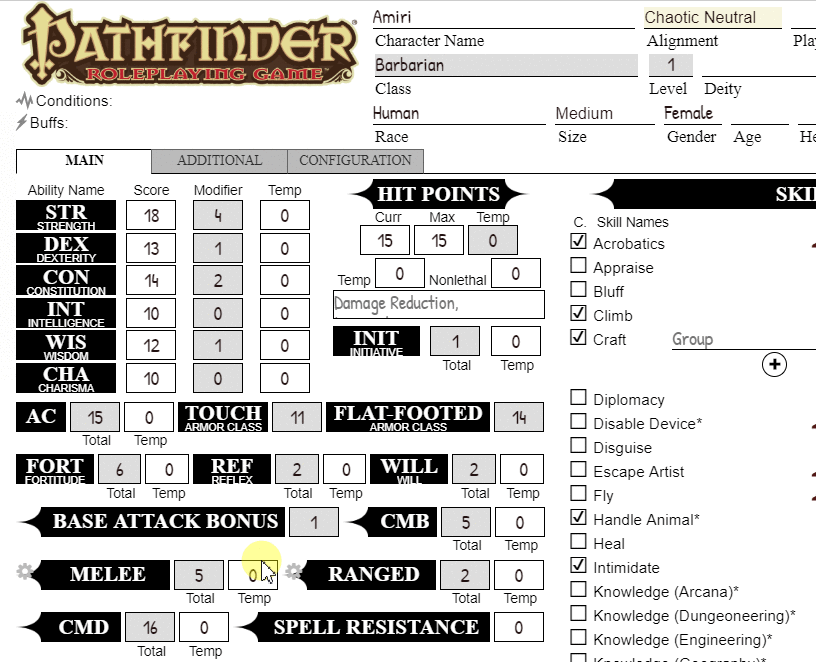 PATHFINDER
ROLEPLAYING GAME
Conditions:
Buffs:
Amiri Chaotic Neutral
Character Name Alignment
Barbarian 1
Class Level Deity
Human Medium Female
Race Size Gender Age
MAIN ADDITIONAL CONFIGURATION
Ability Name Score Modifier Temp
STR 18 4 0
STRENGTH
DEX 13 1 0
DEXTERITY
CON 14 2 0
CONSTITUTION
INT 10 0 0
INTELLIGENCE
WIS 12 1 0
WISDOM
CHA 10 0 0
CHARISMA
HIT POINTS
Curr Max Temp
15 15 0
Temp 0 Nonlethal 0
Damage Reduction,
INIT 1 0
INITIATIVE
Total Temp
AC 15 0 TOUCH 11 FLAT-FOOTED 14
ARMOR CLASS ARMOR CLASS
Total Temp
FORT 6 0 REF 2 0 WILL 2 0
FORTITUDE REFLEX WILL
Total Temp Total Temp Total Temp
BASE ATTACK BONUS 1 CMB 5 0
Total Temp
MELEE 5 0 RANGED 2 0
Total Temp Total Temp
CMD 16 0 SPELL RESISTANCE 0
Total Temp
C. Skill Names
Acrobatics
Appraise
Bluff
Climb
Craft Group
Diplomacy
Disable Device*
Disguise
Escape Artist
Fly
Handle Animal*
Heal
Intimidate
Knowledge (Arcana)*
Knowledge (Dungeoneering)*
Knowledge (Engineering)*
Knowledge (Geography)*